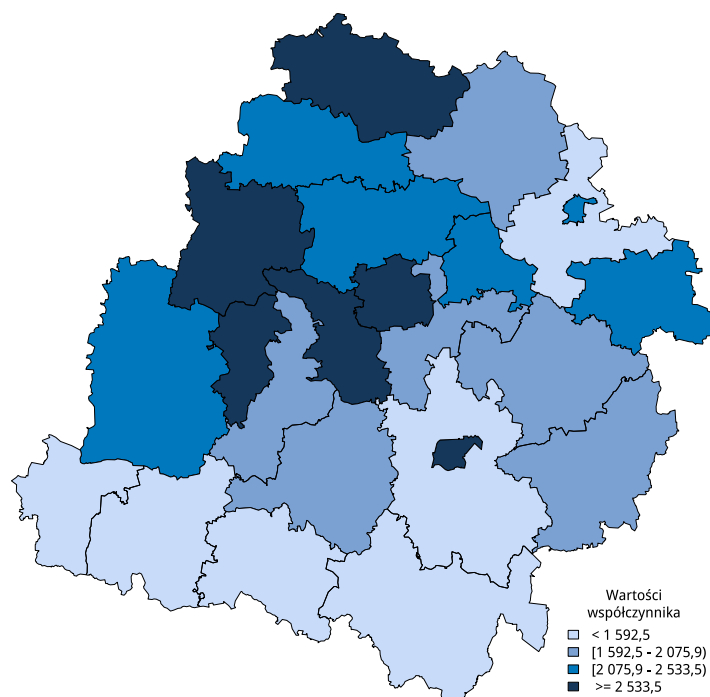 Wartości
współczynnika
< 1 592,5
[1 592,5 - 2 075,9)
[2 075,9 - 2 533,5)
>= 2 533,5